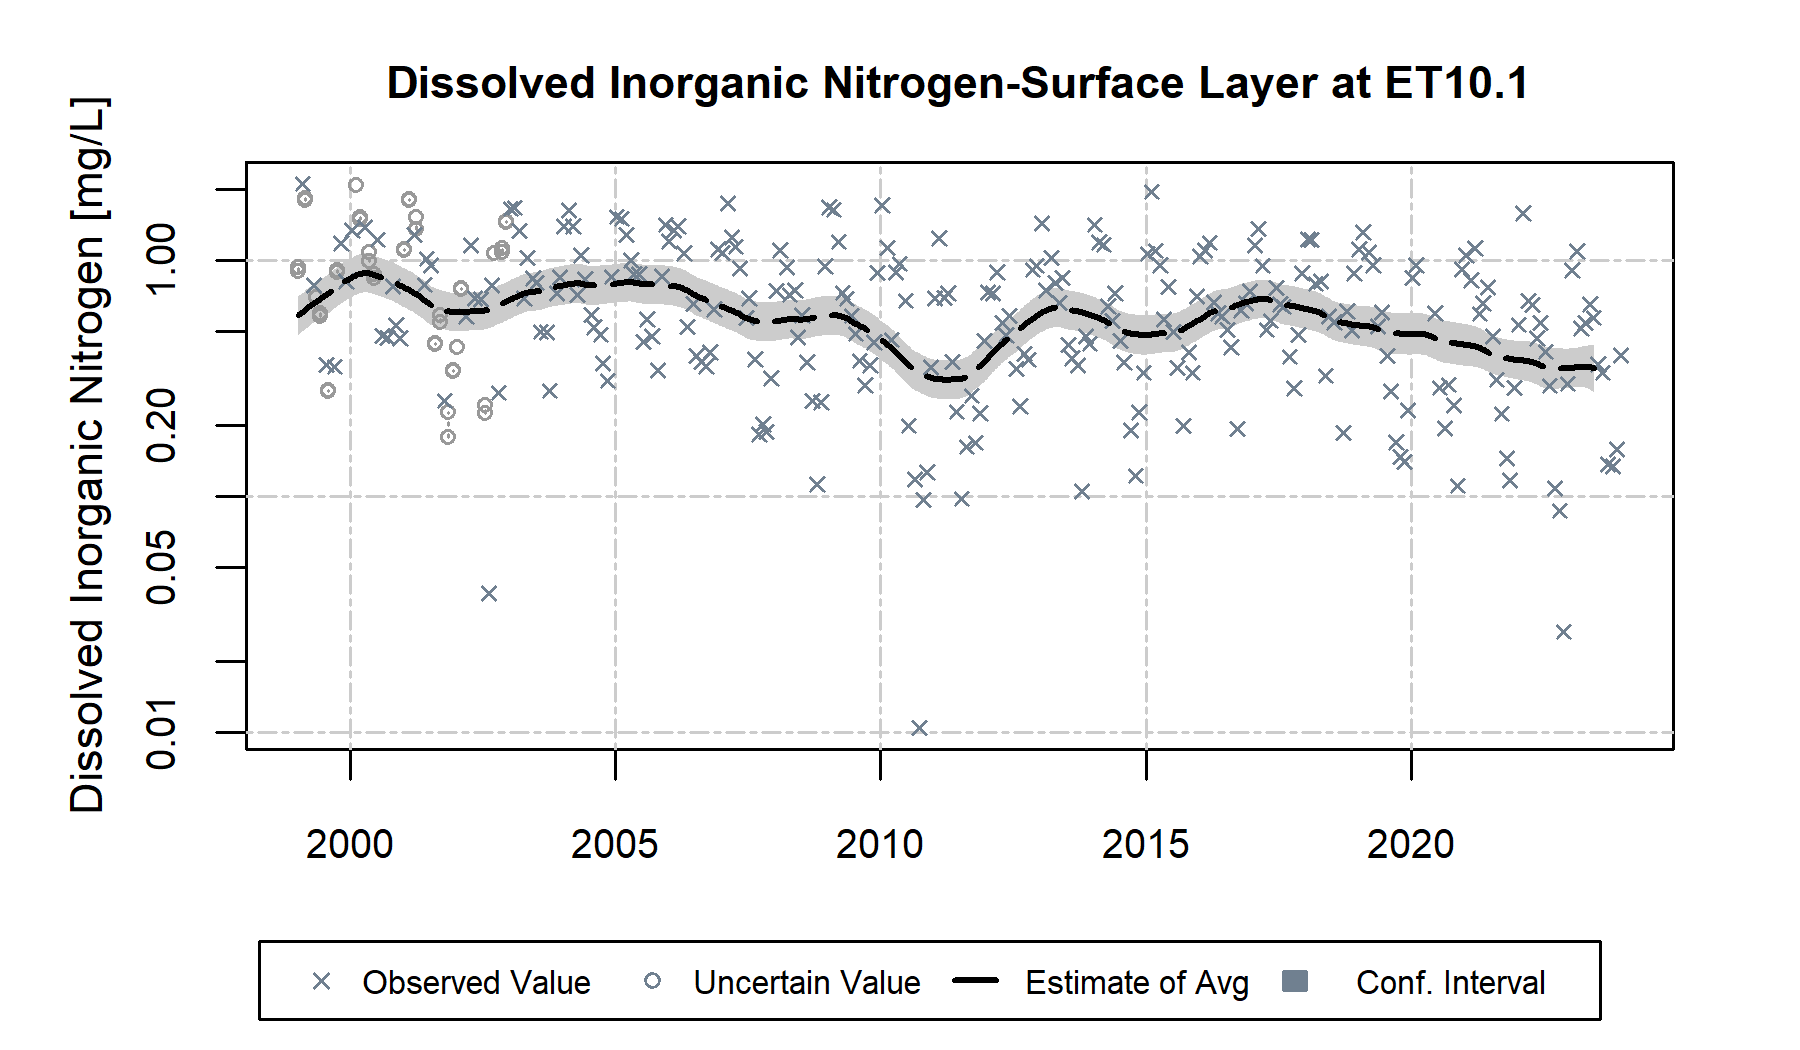 Dissolved Inorganic Nitrogen-Surface Layer at ET10.1
Dissolved Inorganic Nitrogen [mg/L]
1.00
0.20
0.05
0.01
2000 2005 2010 2015 2020
Observed Value Uncertain Value Estimate of Avg Conf. Interval